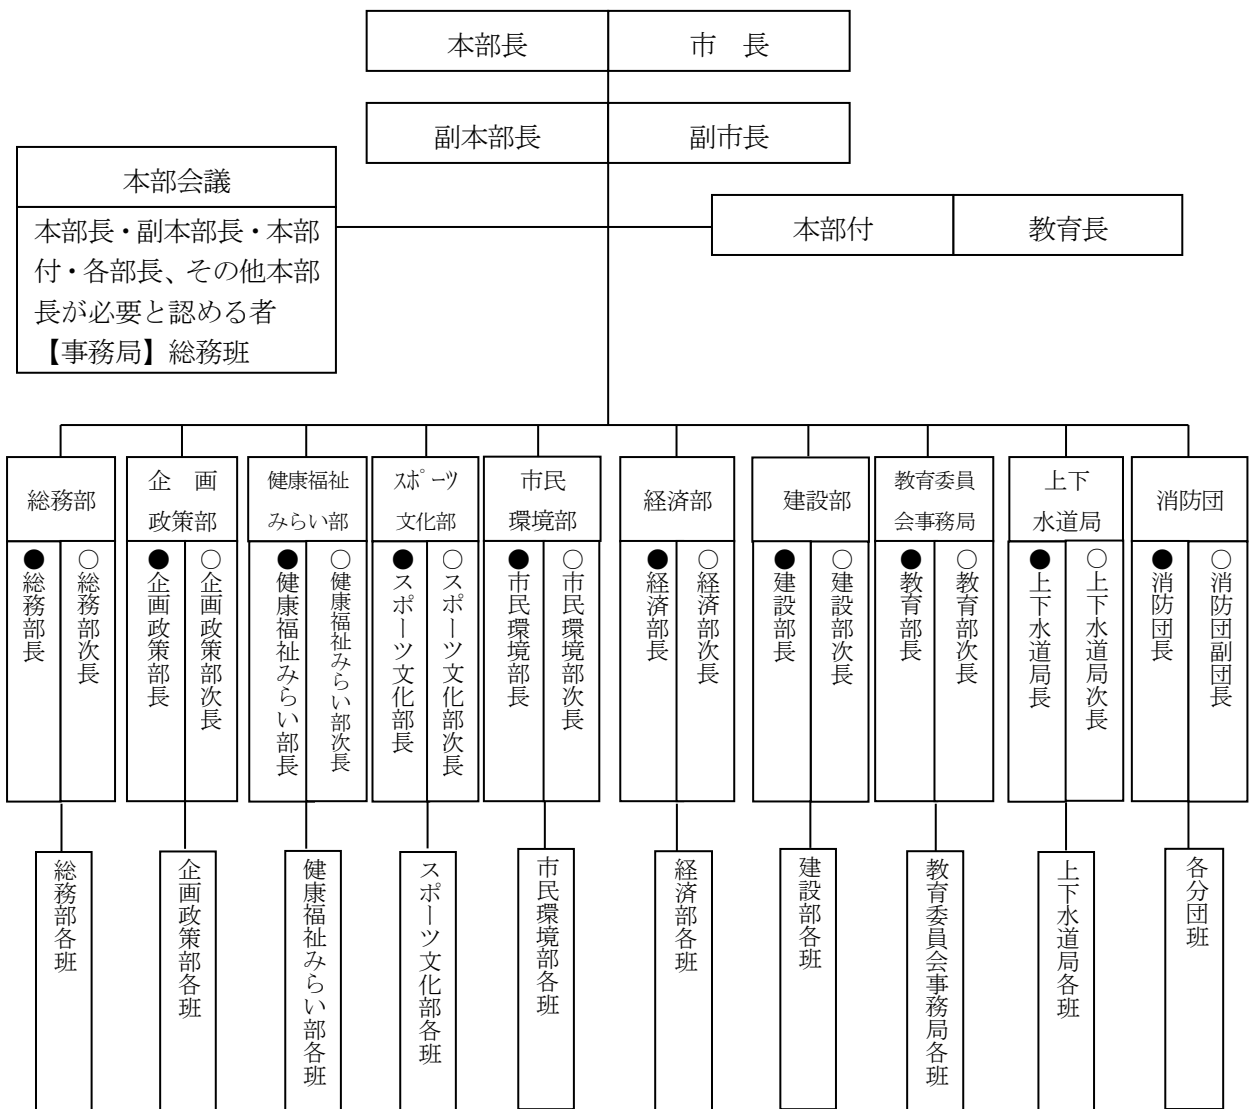 本部長
市　長
副本部長
副市長
本部会議
本部長・副本部長・本部
付・各部長、その他本部
長が必要と認める者
【事務局】総務班
本部付
教育長
総務部
企　画
政策部
健康福祉
みらい部
ｽﾎﾟｰﾂ
文化部
市民
環境部
経済部
建設部
教育委員
会事務局
上下
水道局
消防団
●総務部長
○総務部次長
●企画政策部長
○企画政策部次長
●健康福祉みらい部長
○健康福祉みらい部次長
●スポーツ文化部長
○スポーツ文化部次長
●市民環境部長
○市民環境部次長
●経済部長
○経済部次長
●建設部長
○建設部次長
●教育部長
○教育部次長
●上下水道局長
○上下水道局次長
●消防団長
○消防団副団長
総務部各班
企画政策部各班
健康福祉みらい部各班
スポーツ文化部各班
市民環境部各班
経済部各班
建設部各班
教育委員会事務局各班
上下水道局各班
各分団班